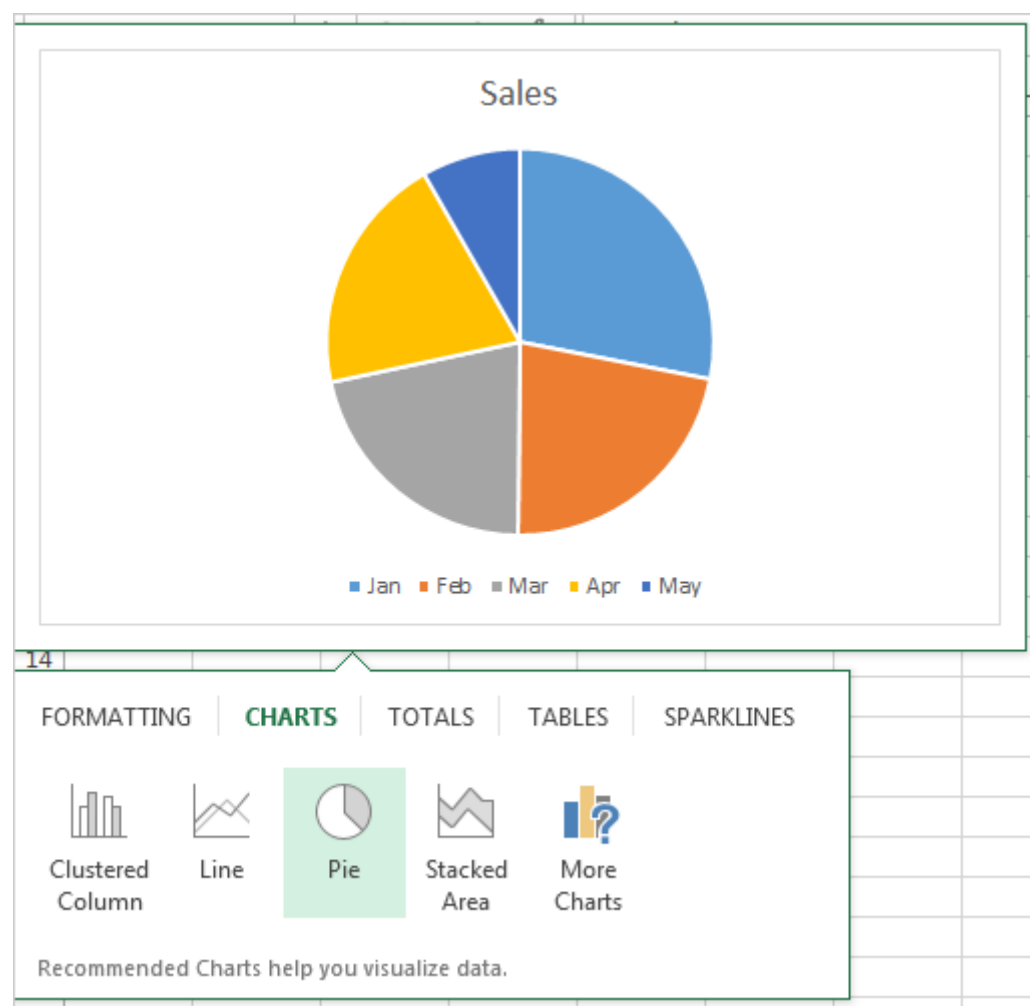 Sales
Jan Feb Mar Apr May
14
FORMATTING CHARTS TOTALS TABLES SPARKLINES
Clustered Column
Line
Pie
Stacked Area
More Charts
Recommended Charts help you visualize data.